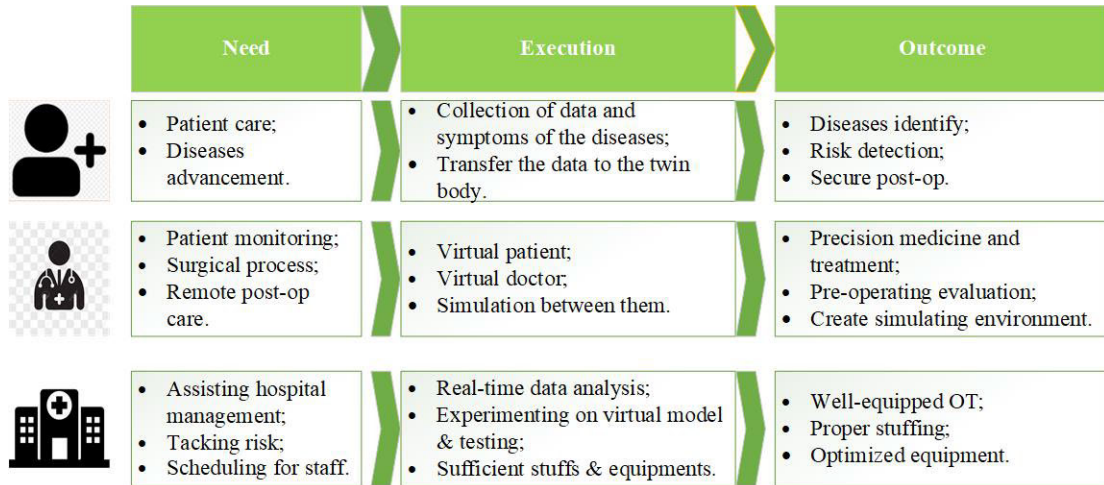 Need
Execution
Outcome
• Patient care;
• Diseases
advancement.
• Collection of data and
symptoms of the diseases;
• Transfer the data to the twin
body.
• Diseases identify;
• Risk detection;
• Secure post-op.
• Patient monitoring;
• Surgical process;
• Remote post-op
care.
• Virtual patient;
• Virtual doctor;
• Simulation between them.
• Precision medicine and
treatment;
• Pre-operating evaluation;
• Create simulating environment.
• Assisting hospital
management;
• Tacking risk;
• Scheduling for staff.
• Real-time data analysis;
• Experimenting on virtual model
& testing;
• Sufficient stuffs & equipments.
• Well-equipped OT;
• Proper stuffing;
• Optimized equipment.